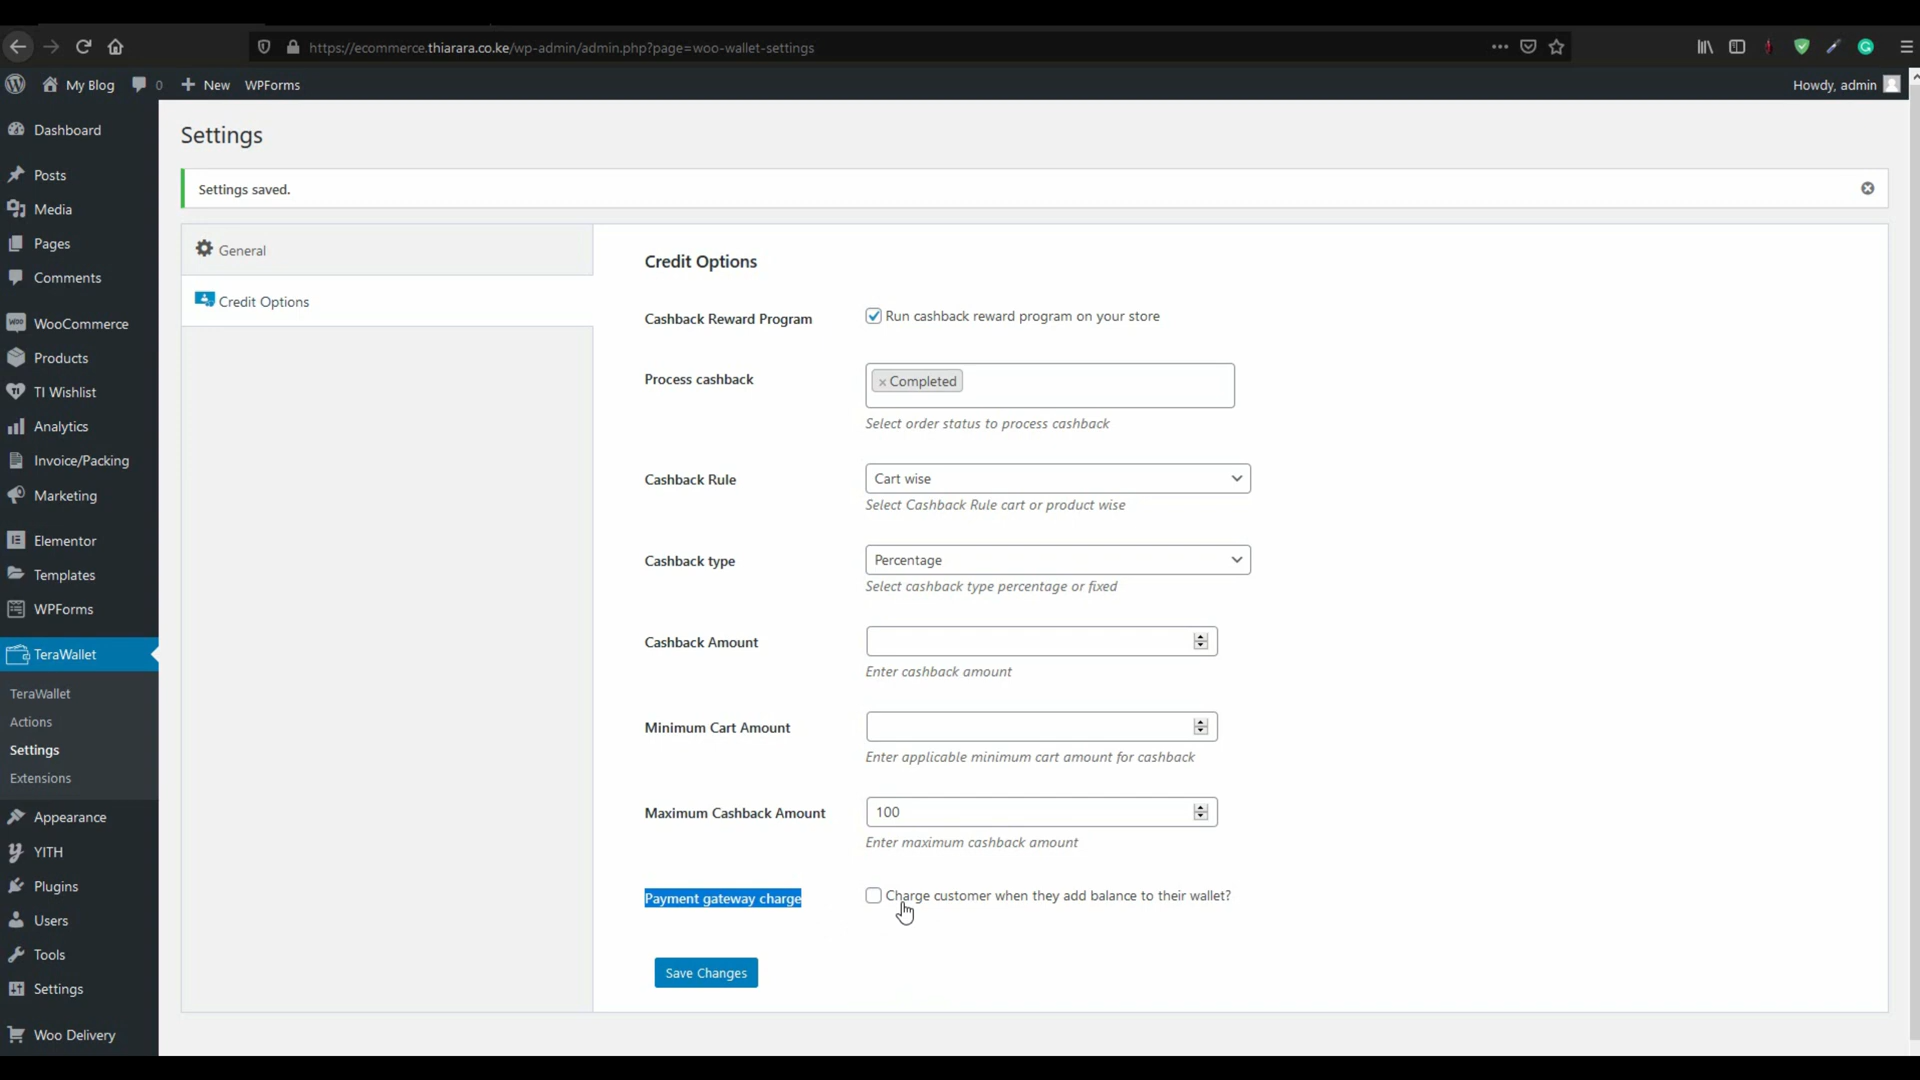 https://ecommerce.thiarara.co.ke/wp-admin/admin.php?page=woo-wallet-settings
My Blog 0 New WPForms Howdy, admin
Dashboard
Posts
Media
Pages
Comments
WooCommerce
Products
TI Wishlist
Analytics
Invoice/Packing
Marketing
Elementor
Templates
WPForms
TeraWallet
TeraWallet
Actions
Settings
Extensions
Appearance
YITH
Plugins
Users
Tools
Settings
Woo Delivery
Settings
Settings saved.
General
Credit Options
Credit Options
Cashback Reward Program Run cashback reward program on your store
Process cashback × Completed
Select order status to process cashback
Cashback Rule Cart wise
Select Cashback Rule cart or product wise
Cashback type Percentage
Select cashback type percentage or fixed
Cashback Amount
Enter cashback amount
Minimum Cart Amount
Enter applicable minimum cart amount for cashback
Maximum Cashback Amount 100
Enter maximum cashback amount
Payment gateway charge Charge customer when they add balance to their wallet?
Save Changes